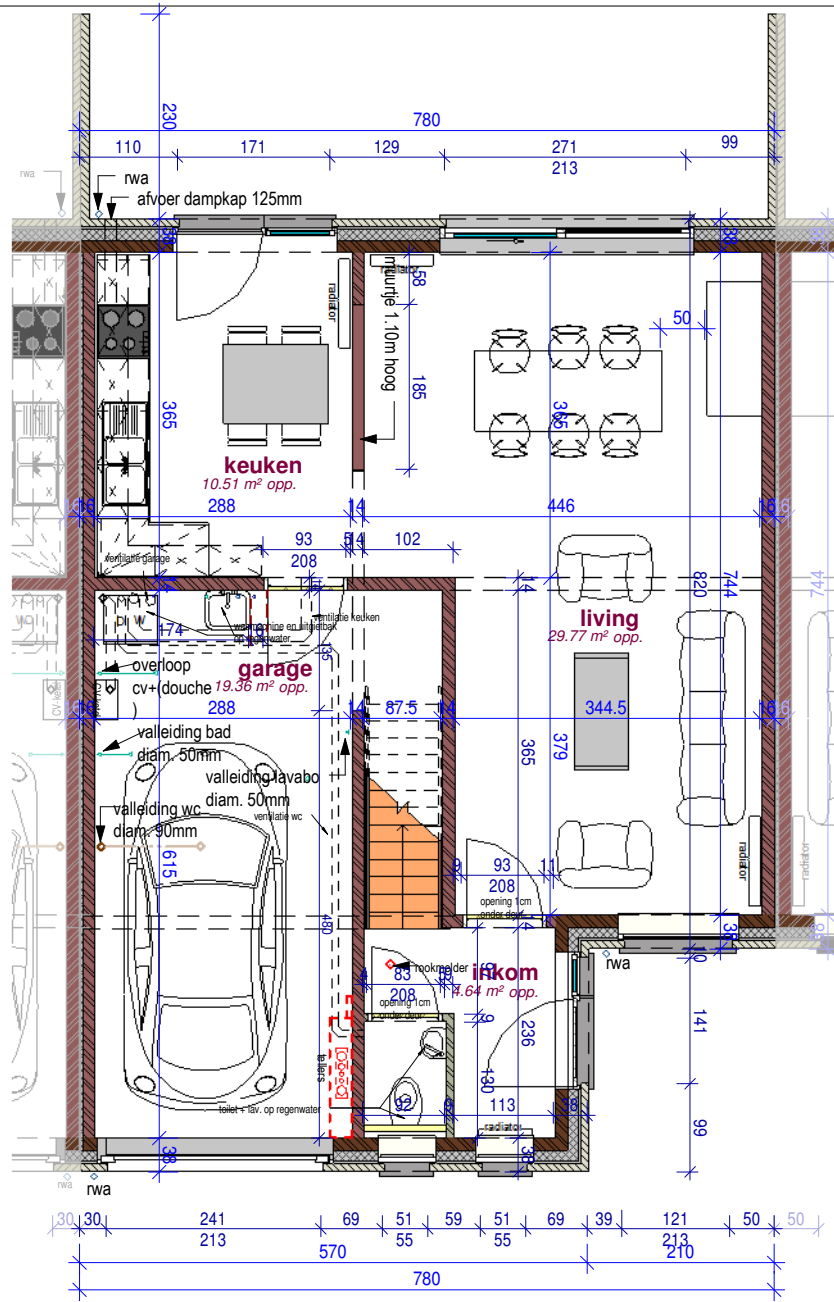 230
780
110 171 129 271 99
213
rwa
rwa
afvoer dampkap 125mm
38
38
radiator
58
radiator
muurtje 1.10m hoog
50
185
365
365
keuken
10.51 m² opp.
16 288 14 446 16
93 102
208
ventilatie garage
14
820
744
744
living
29.77 m² opp.
174
ventilatie keuken
op regenwater
135
garage
19.36 m² opp.
overloop
cv+(douche
)
16 288 14 87.5 14 344.5 16
valleiding bad
diam. 50mm
365
379
valleiding lavabo
diam. 50mm
ventilatie wc
valleiding wc
diam. 90mm
615
radiator
radiator
9 93 11
208
opening 1cm
onder deur
480
38
rookmelder
inkom
4.64 m² opp.
83
208
opening 1cm
onder deur
rwa
10
9
236
141
tellers
130
toilet + lav. op regenwater
92 9 113 38
radiator
99
38
38
rwa
rwa
30 30 241 69 51 59 51 69 39 121 50 50
213 55 55 213
570 210
780